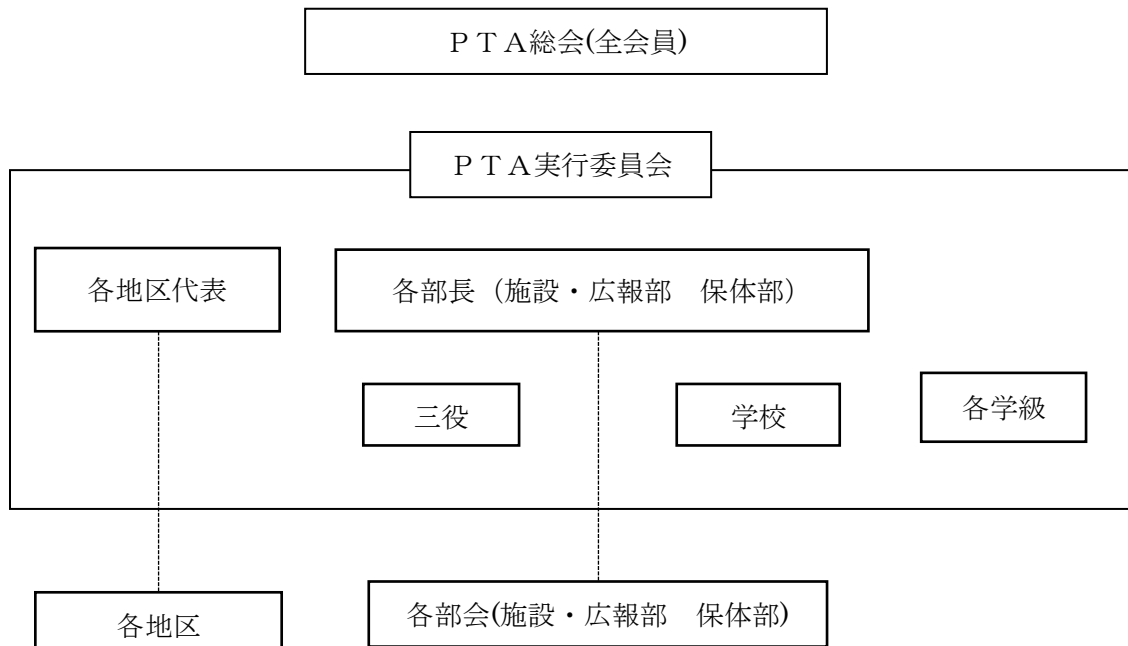 ＰＴＡ総会(全会員)
ＰＴＡ実行委員会
各地区代表
各部長（施設・広報部　保体部）
三役
学校
各学級
各地区
各部会(施設・広報部　保体部)